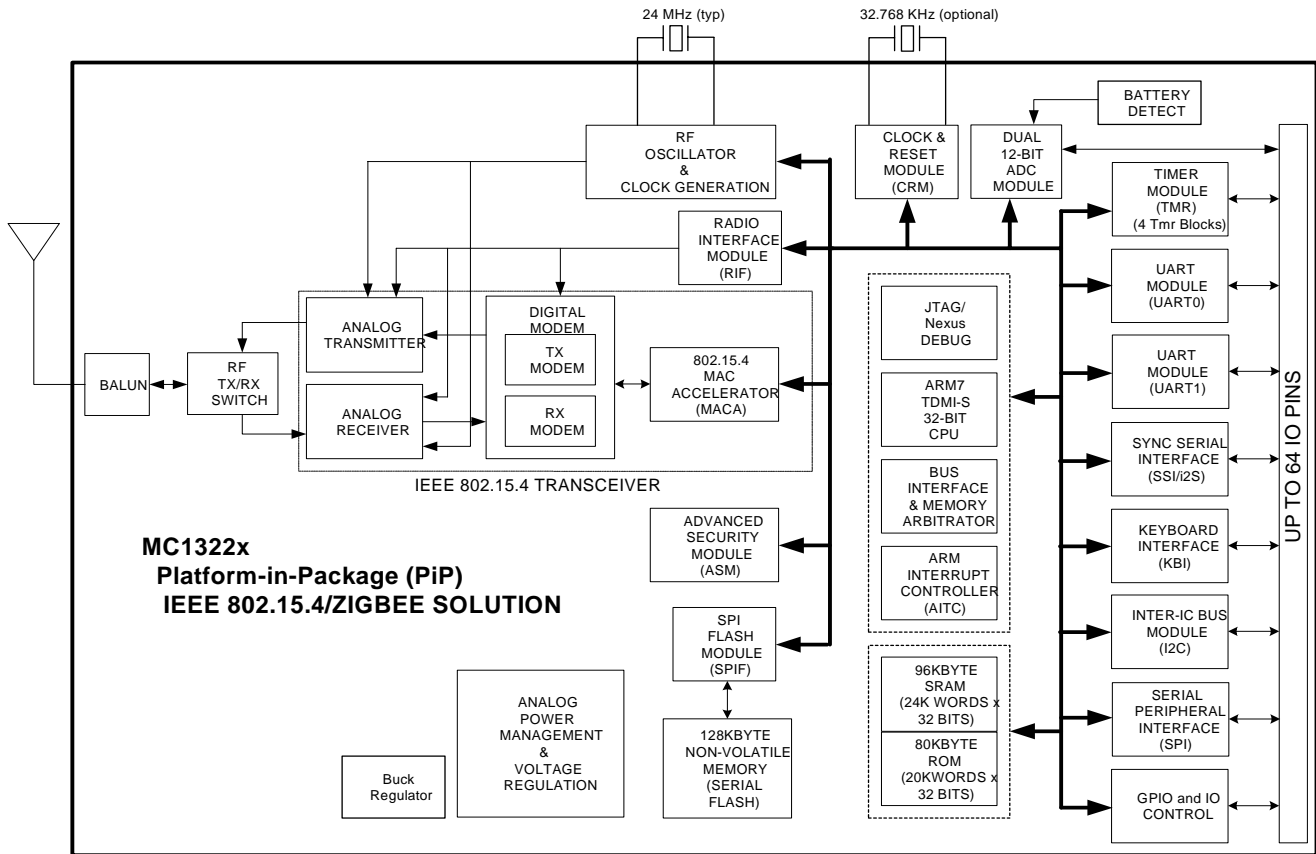 24 MHz (typ)
32.768 KHz (optional)
BATTERY
DETECT
RF
OSCILLATOR
&
CLOCK GENERATION
CLOCK &
RESET
MODULE
(CRM)
DUAL
12-BIT
ADC
MODULE
TIMER
MODULE
(TMR)
(4 Tmr Blocks)
RADIO
INTERFACE
MODULE
(RIF)
UART
MODULE
(UART0)
ANALOG
TRANSMITTER
DIGITAL
MODEM
TX
MODEM
RX
MODEM
JTAG/
Nexus
DEBUG
BALUN
RF
TX/RX
SWITCH
ANALOG
RECEIVER
802.15.4
MAC
ACCELERATOR
(MACA)
ARM7
TDMI-S
32-BIT
CPU
UART
MODULE
(UART1)
UP TO 64 IO PINS
IEEE 802.15.4 TRANSCEIVER
BUS
INTERFACE
& MEMORY
ARBITRATOR
SYNC SERIAL
INTERFACE
(SSI/i2S)
MC1322x
Platform-in-Package (PiP)
IEEE 802.15.4/ZIGBEE SOLUTION
ADVANCED
SECURITY
MODULE
(ASM)
ARM
INTERRUPT
CONTROLLER
(AITC)
KEYBOARD
INTERFACE
(KBI)
SPI
FLASH
MODULE
(SPIF)
INTER-IC BUS
MODULE
(I2C)
96KBYTE
SRAM
(24K WORDS x
32 BITS)
SERIAL
PERIPHERAL
INTERFACE
(SPI)
ANALOG
POWER
MANAGEMENT
&
VOLTAGE
REGULATION
128KBYTE
NON-VOLATILE
MEMORY
(SERIAL
FLASH)
80KBYTE
ROM
(20KWORDS x
32 BITS)
Buck
Regulator
GPIO and IO
CONTROL